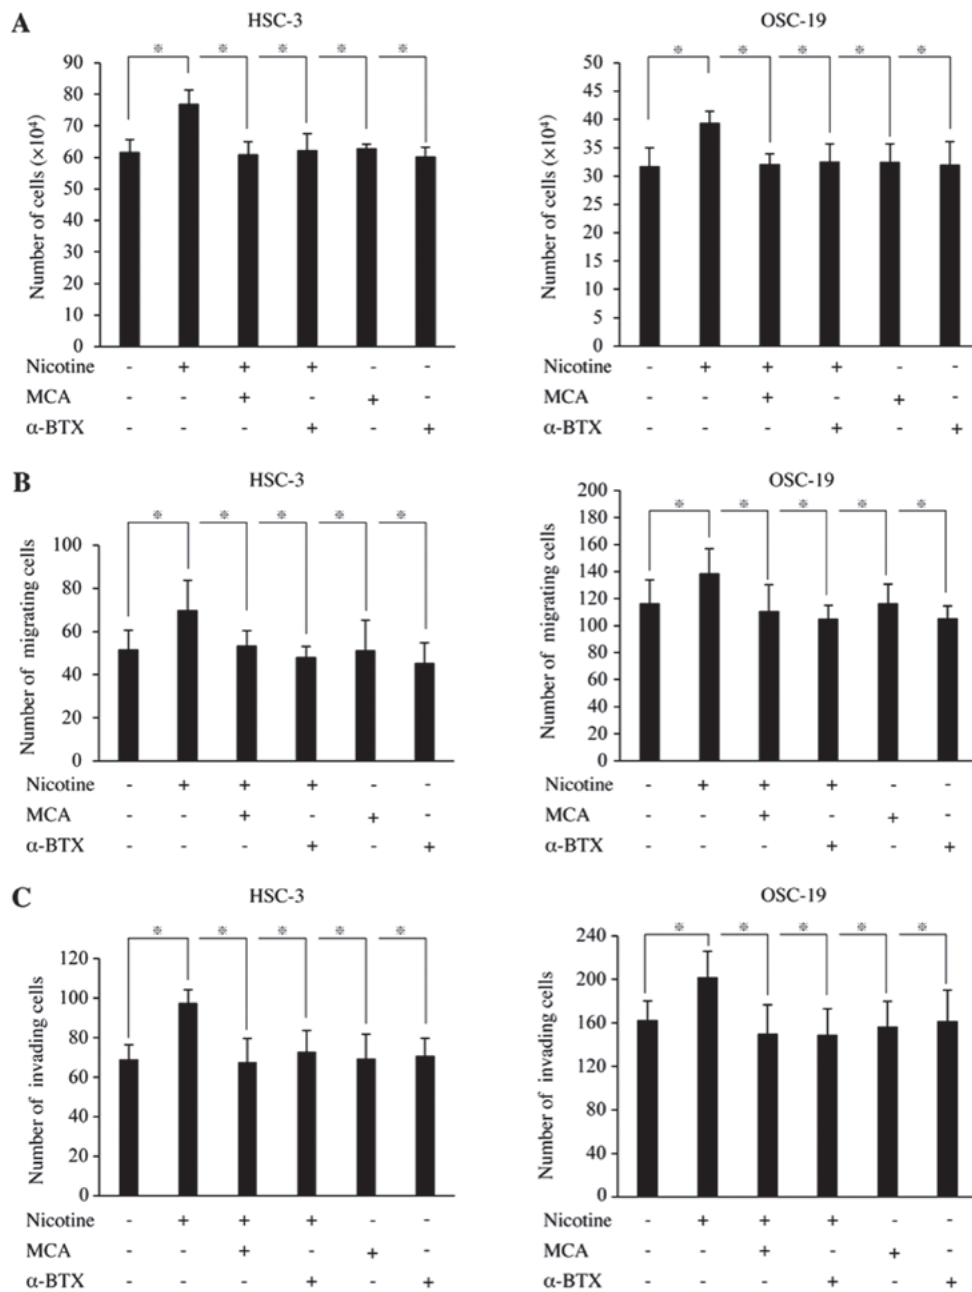 A
HSC-3
※ ※ ※ ※ ※
Number of cells (×10⁴)
90
80
70
60
50
40
30
20
10
0
Nicotine - + + + - -
MCA - - + - + -
α-BTX - - - + - +
OSC-19
※ ※ ※ ※ ※
Number of cells (×10⁴)
50
45
40
35
30
25
20
15
10
5
0
Nicotine - + + + - -
MCA - - + - + -
α-BTX - - - + - +
B
HSC-3
※ ※ ※ ※ ※
Number of migrating cells
100
80
60
40
20
0
Nicotine - + + + - -
MCA - - + - + -
α-BTX - - - + - +
OSC-19
※ ※ ※ ※ ※
Number of migrating cells
200
180
160
140
120
100
80
60
40
20
0
Nicotine - + + + - -
MCA - - + - + -
α-BTX - - - + - +
C
HSC-3
※ ※ ※ ※ ※
Number of invading cells
120
100
80
60
40
20
0
Nicotine - + + + - -
MCA - - + - + -
α-BTX - - - + - +
OSC-19
※ ※ ※ ※ ※
Number of invading cells
240
200
160
120
80
40
0
Nicotine - + + + - -
MCA - - + - + -
α-BTX - - - + - +